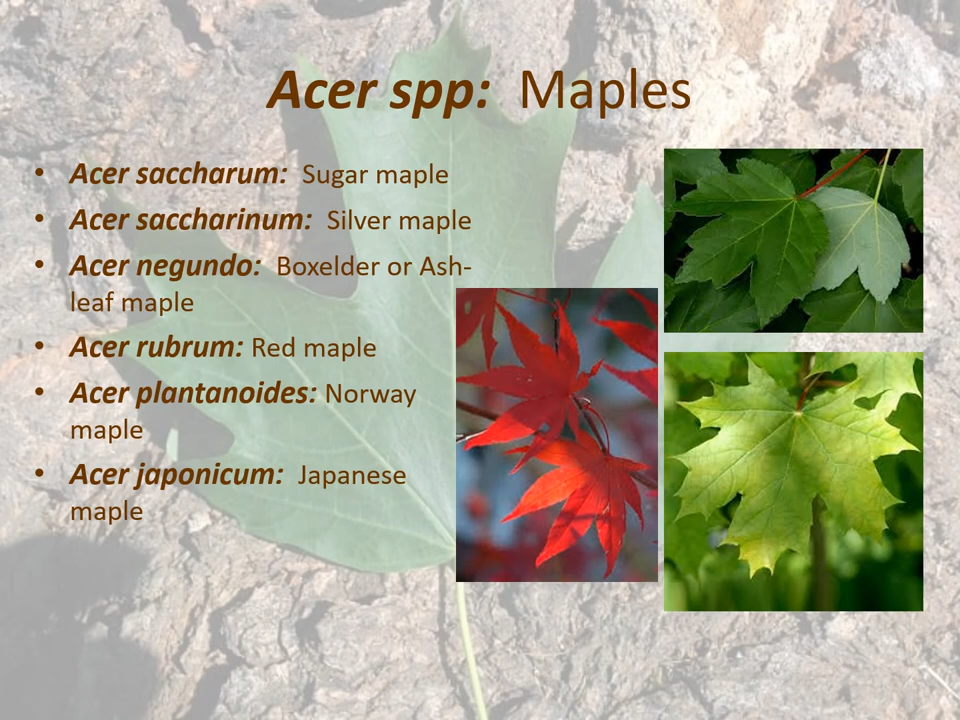 Acer spp: Maples
• Acer saccharum: Sugar maple
• Acer saccharinum: Silver maple
• Acer negundo: Boxelder or Ash-
leaf maple
• Acer rubrum: Red maple
• Acer plantanoides: Norway
maple
• Acer japonicum: Japanese
maple